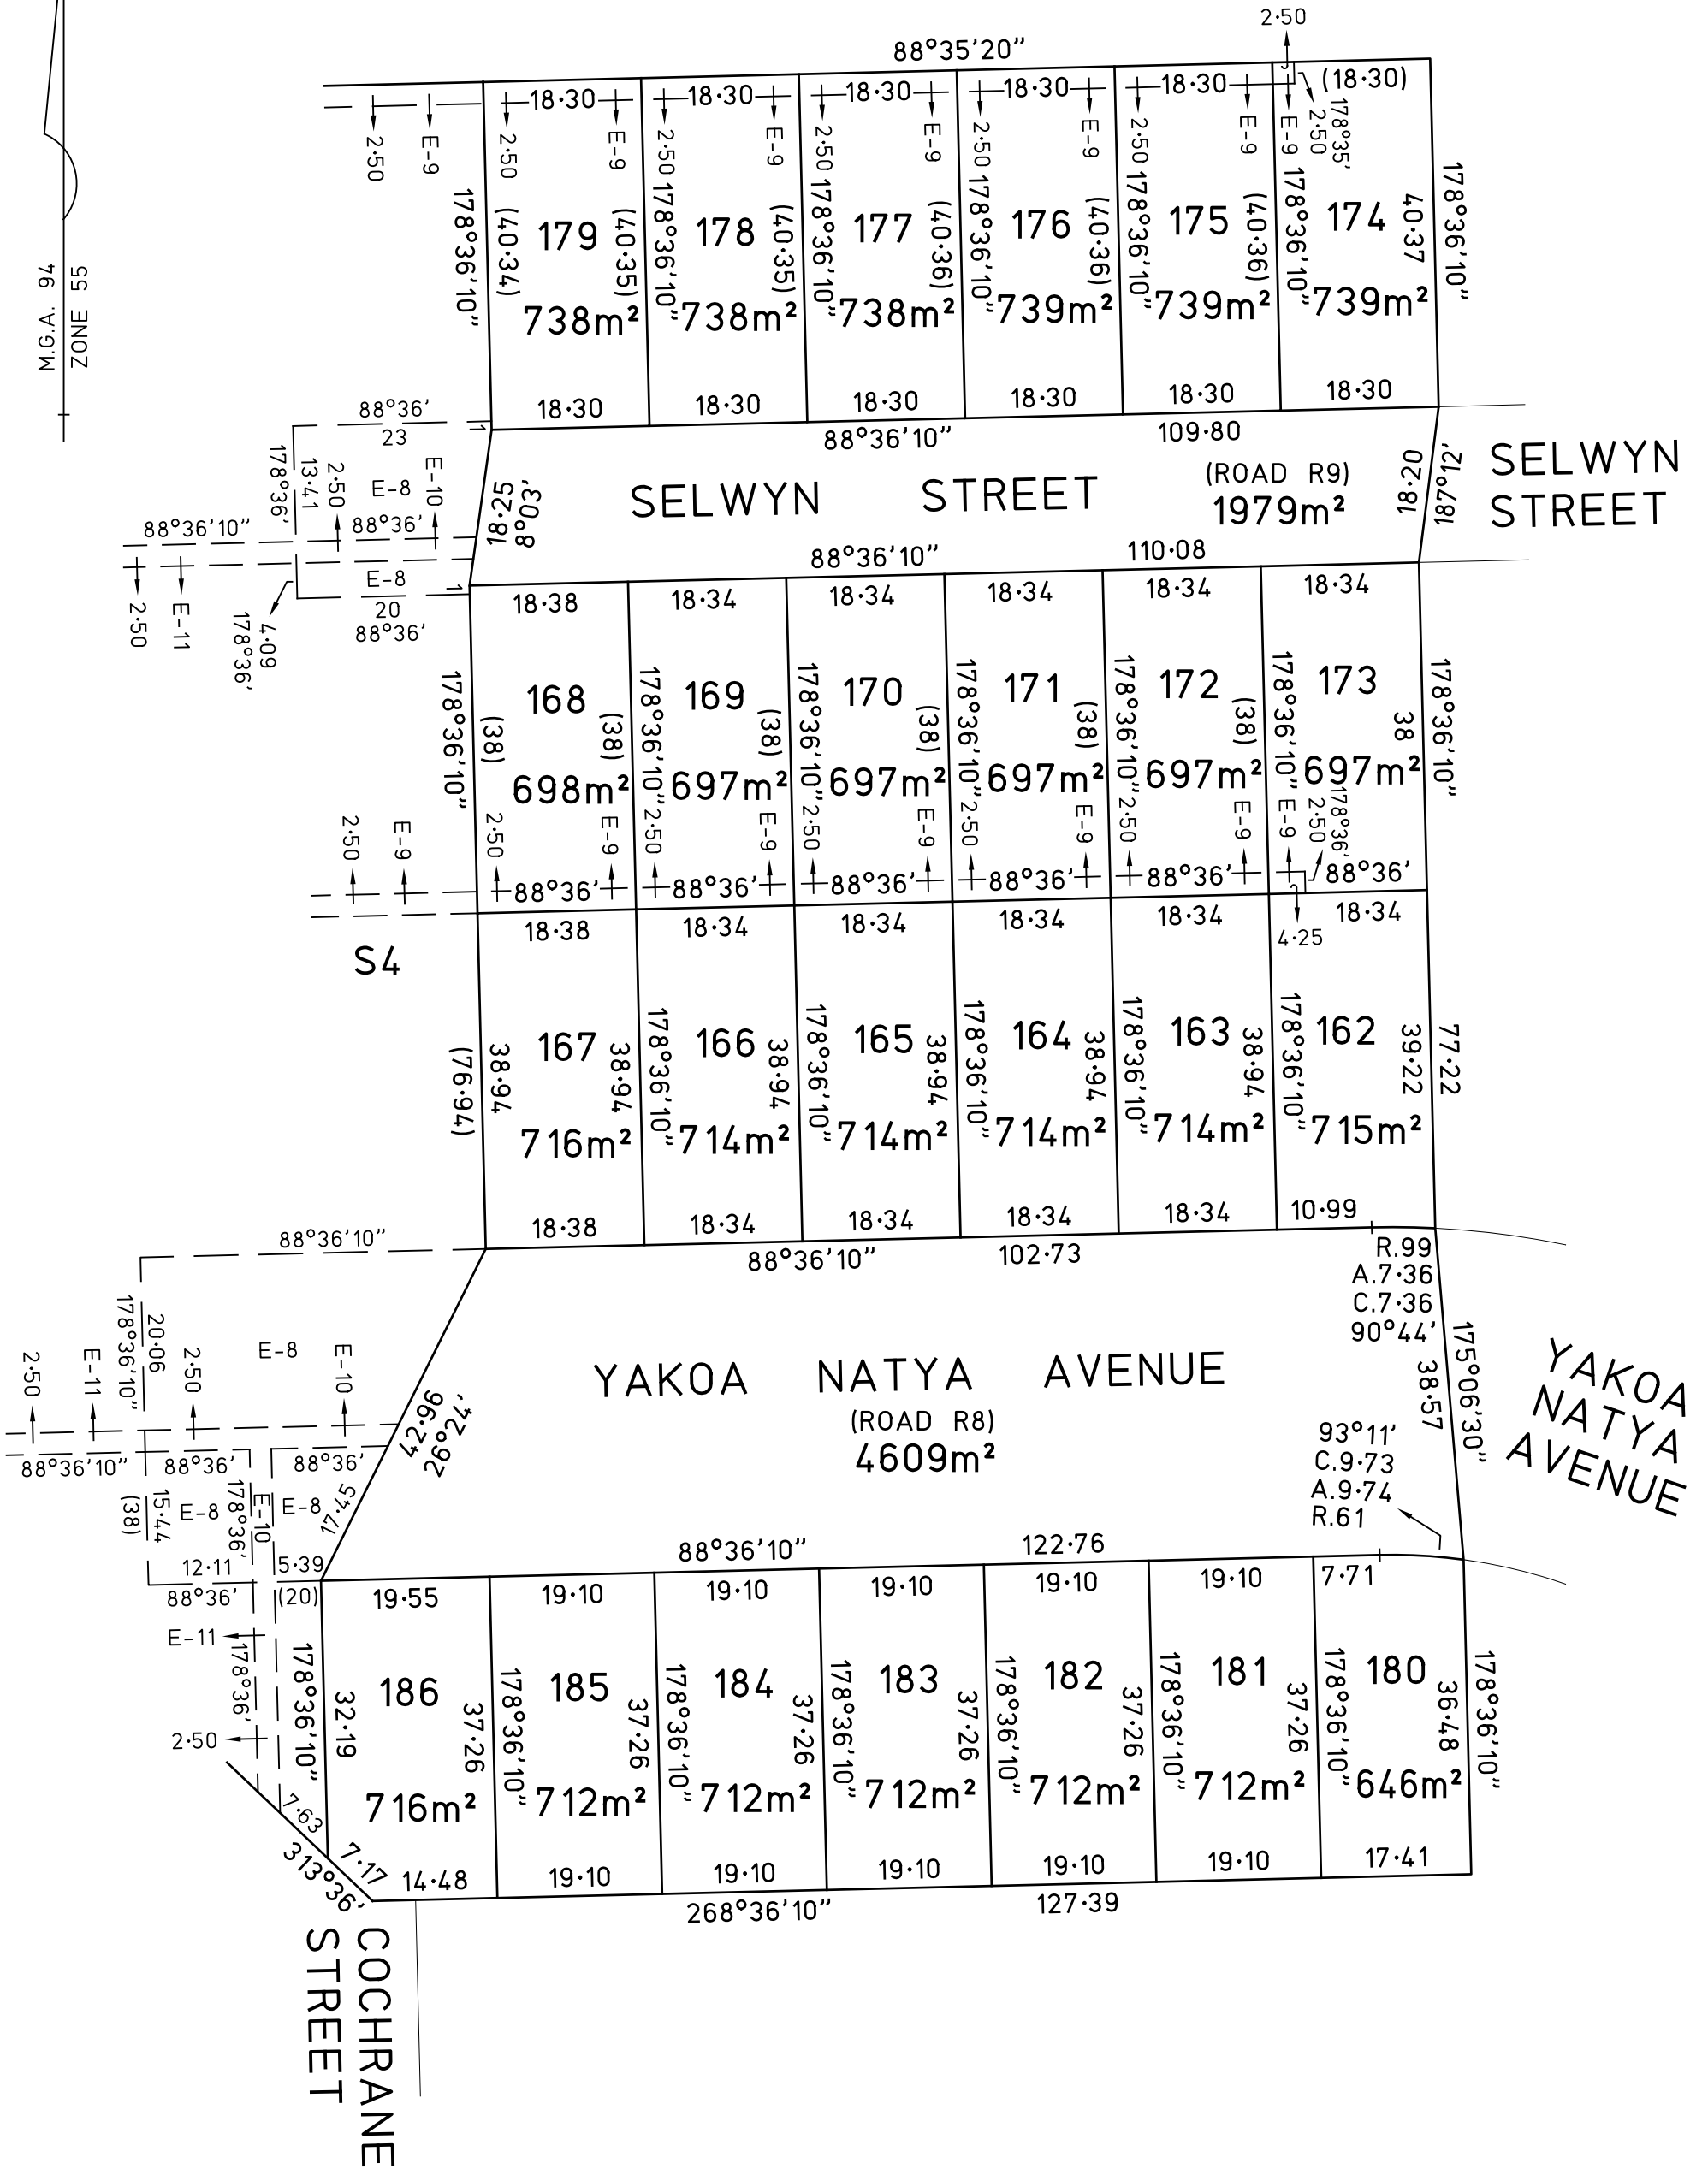 M.G.A. 94
ZONE 55
88°35'20"
2·50
2·50
E-9
18·30
18·30
18·30
18·30
18·30
(18·30)
2·50
E-9
2·50
E-9
2·50
E-9
2·50
E-9
2·50
E-9
E-9
2·50
178°35'
178°36'10"
(40·34)
179
(40·35)
738m²
178°36'10"
178
(40·35)
738m²
178°36'10"
177
(40·36)
738m²
178°36'10"
176
(40·36)
739m²
178°36'10"
175
(40·36)
739m²
178°36'10"
174
40·37
739m²
178°36'10"
18·30
18·30
18·30
18·30
18·30
18·30
88°36'10"
109·80
88°36'
23
1
178°36'
13·41
2·50
E-8
E-10
88°36'10"
88°36'
18·25
8°03'
SELWYN STREET
(ROAD R9)
1979m²
18·20
187°12'
SELWYN
STREET
88°36'10"
110·08
2·50
E-11
E-8
20
88°36'
1
4·09
178°36'
18·38
18·34
18·34
18·34
18·34
18·34
178°36'10"
(38)
168
(38)
698m²
178°36'10"
169
(38)
697m²
178°36'10"
170
(38)
697m²
178°36'10"
171
(38)
697m²
178°36'10"
172
(38)
697m²
178°36'10"
173
38
697m²
178°36'10"
2·50
E-9
2·50
E-9
2·50
E-9
2·50
E-9
2·50
E-9
2·50
E-9
E-9
2·50
178°36'
88°36'
88°36'
88°36'
88°36'
88°36'
88°36'
S4
18·38
18·34
18·34
18·34
18·34
4·25
18·34
(76·94)
38·94
167
38·94
716m²
178°36'10"
166
38·94
714m²
178°36'10"
165
38·94
714m²
178°36'10"
164
38·94
714m²
178°36'10"
163
38·94
714m²
178°36'10"
162
39·22
715m²
77·22
18·38
18·34
18·34
18·34
18·34
10·99
88°36'10"
88°36'10"
102·73
R.99
A.7·36
C.7·36
90°44'
178°36'10"
20·06
2·50
E-11
2·50
E-8
E-10
88°36'10"
88°36'
88°36'
42·96
26°24'
YAKOA NATYA AVENUE
(ROAD R8)
4609m²
175°06'30"
38·57
YAKOA
NATYA
AVENUE
93°11'
C.9·73
A.9·74
R.61
(38)
15·44
E-8
178°36'
E-10
E-8
17·45
12·11
5·39
88°36'
(20)
88°36'10"
122·76
19·55
19·10
19·10
19·10
19·10
19·10
7·71
E-11
178°36'
2·50
178°36'10"
32·19
186
37·26
716m²
178°36'10"
185
37·26
712m²
178°36'10"
184
37·26
712m²
178°36'10"
183
37·26
712m²
178°36'10"
182
37·26
712m²
178°36'10"
181
37·26
712m²
178°36'10"
180
36·48
646m²
178°36'10"
7·63
7·17
313°36'
14·48
19·10
19·10
19·10
19·10
19·10
17·41
268°36'10"
127·39
COCHRANE
STREET